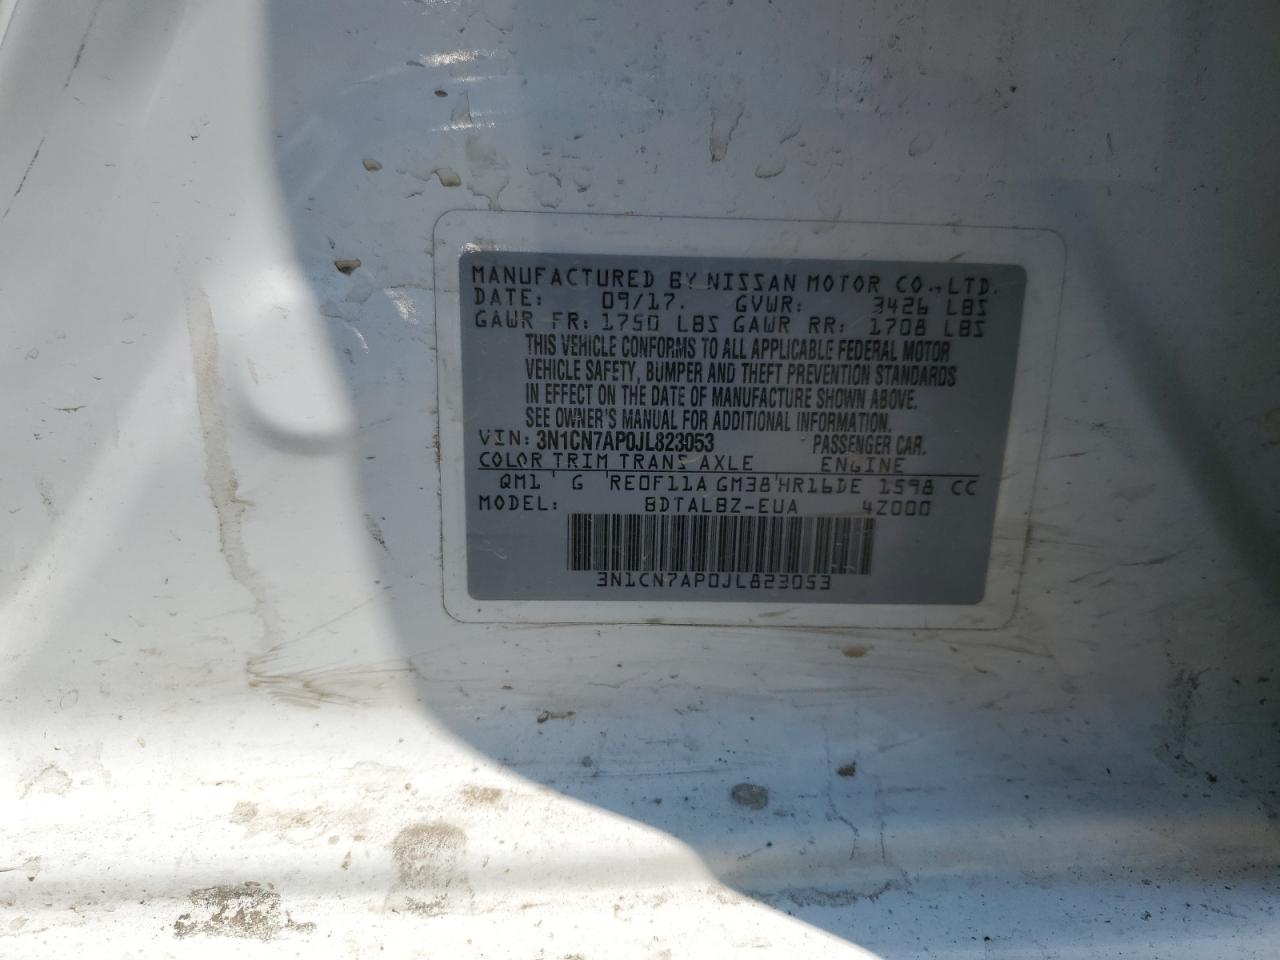 MANUFACTURED BY NISSAN MOTOR CO.,LTD.
DATE: 09/17. GVWR: 3426 LBS
GAWR FR: 1750 LBS GAWR RR: 1708 LBS
THIS VEHICLE CONFORMS TO ALL APPLICABLE FEDERAL MOTOR
VEHICLE SAFETY, BUMPER AND THEFT PREVENTION STANDARDS
IN EFFECT ON THE DATE OF MANUFACTURE SHOWN ABOVE.
SEE OWNER'S MANUAL FOR ADDITIONAL INFORMATION.
VIN: 3N1CN7AP0JL823053 PASSENGER CAR.
COLOR TRIM TRANS AXLE ENGINE
QM1 G RE0F11A GM38 HR16DE 1598 CC
MODEL: BDTALBZ-EUA 4Z000
3N1CN7AP0JL823053